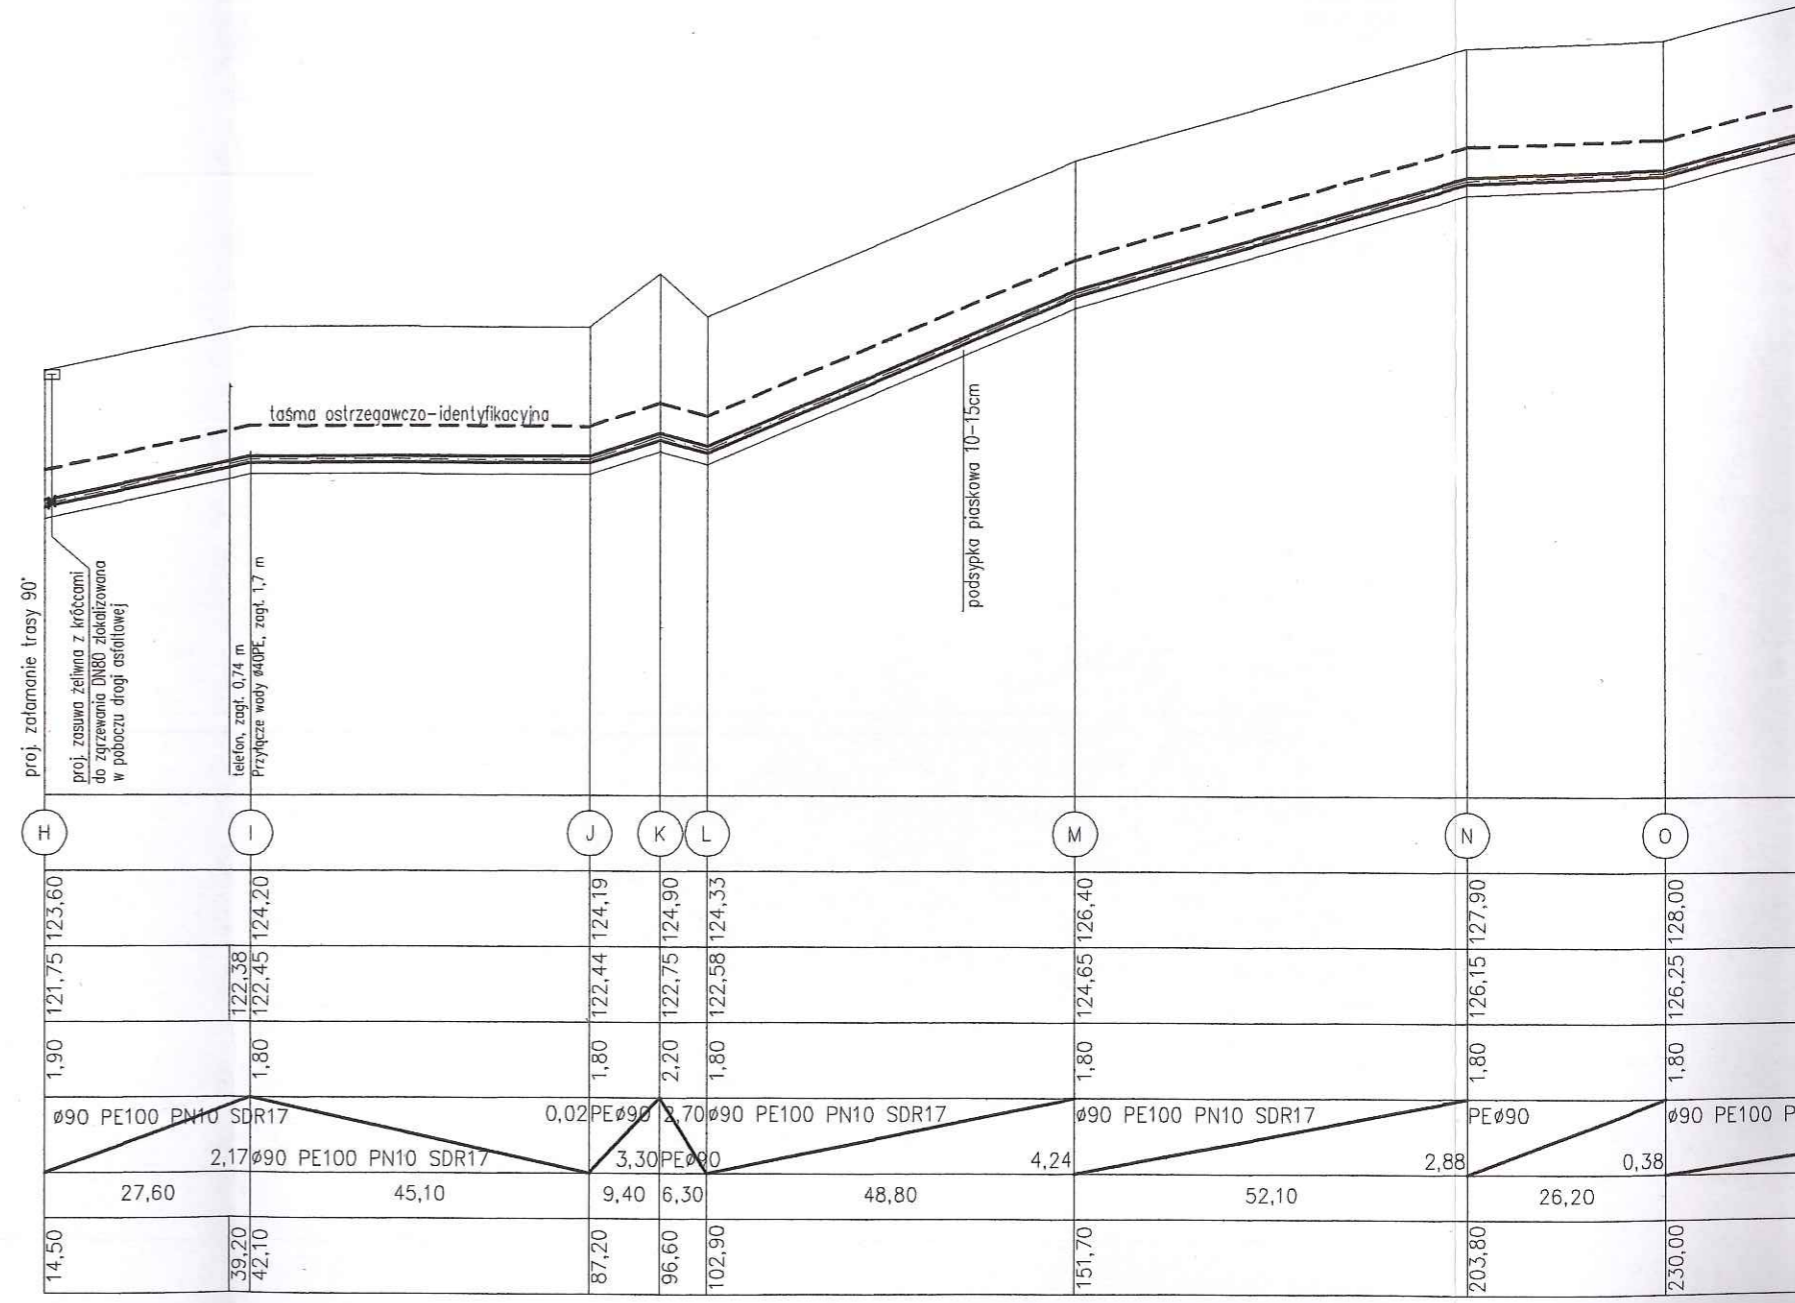 taśma ostrzegawczo-identyfikacyjna
podsypka piaskowa 10-15cm
proj. załamanie trasy 90°
proj. zasuwa żeliwna z króćcami
do zgrzewania DN80 zlokalizowana
w poboczu drogi asfaltowej
telefon, zagł. 0,74 m
Przyłącze wody ø40PE, zagł. 1,7 m
H I J K L M N O
123,60 124,20 124,19 124,90 124,33 126,40 127,90 128,00
121,75 122,38 122,45 122,44 122,75 122,58 124,65 126,15 126,25
1,90 1,80 1,80 2,20 1,80 1,80 1,80 1,80
ø90 PE100 PN10 SDR17 0,02 PEø90 2,70 ø90 PE100 PN10 SDR17 ø90 PE100 PN10 SDR17 PEø90 ø90 PE100 P
2,17 ø90 PE100 PN10 SDR17 3,30 PEø90 4,24 2,88 0,38
27,60 45,10 9,40 6,30 48,80 52,10 26,20
14,50 39,20 42,10 87,20 96,60 102,90 151,70 203,80 230,00